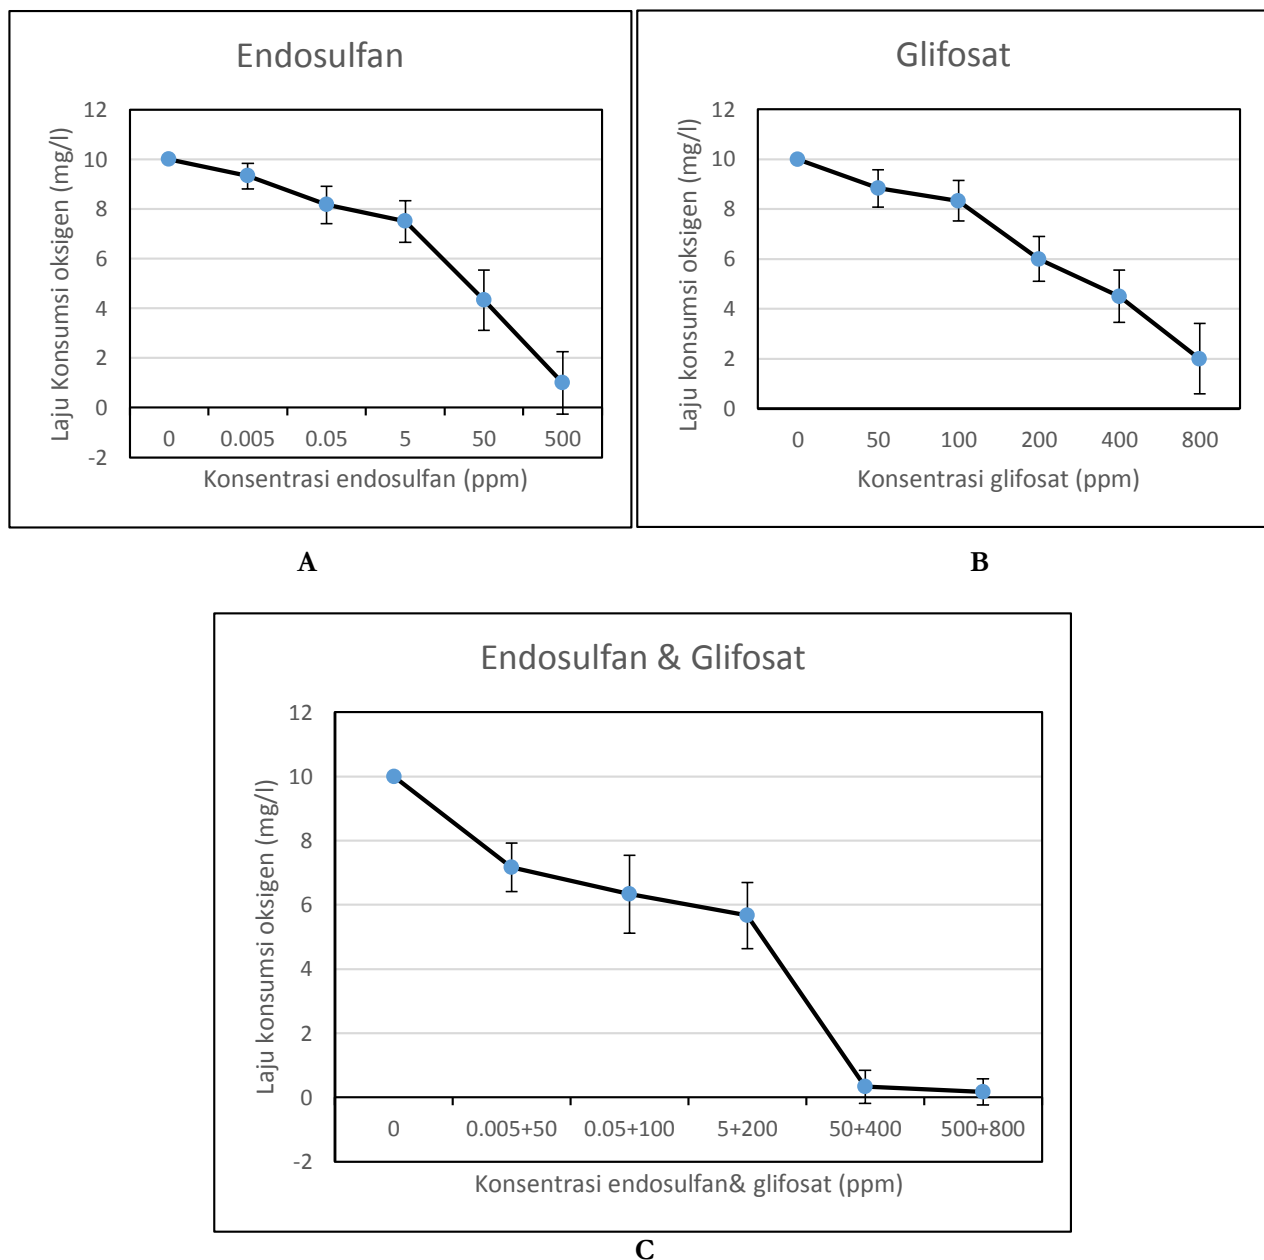 Endosulfan
12
10
8
6
4
2
0
-2
Laju Konsumsi oksigen (mg/l)
0 0.005 0.05 5 50 500
Konsentrasi endosulfan (ppm)
A
Glifosat
12
10
8
6
4
2
0
Laju konsumsi oksigen (mg/l)
0 50 100 200 400 800
Konsentrasi glifosat (ppm)
B
Endosulfan & Glifosat
12
10
8
6
4
2
0
-2
Laju konsumsi oksigen (mg/l)
0 0.005+50 0.05+100 5+200 50+400 500+800
Konsentrasi endosulfan& glifosat (ppm)
C